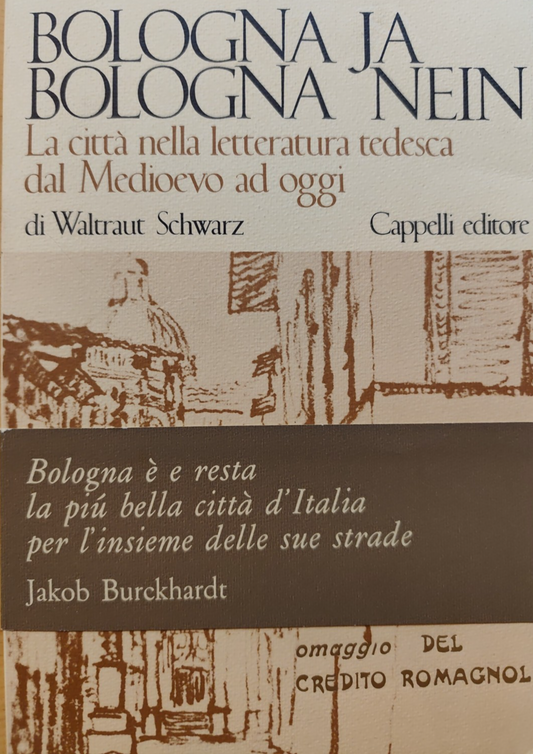 BOLOGNA JA
BOLOGNA NEIN
La città nella letteratura tedesca
dal Medioevo ad oggi
di Waltraut Schwarz Cappelli editore
Bologna è e resta
la piú bella città d'Italia
per l'insieme delle sue strade
Jakob Burckhardt
omaggio DEL
CREDITO ROMAGNOL